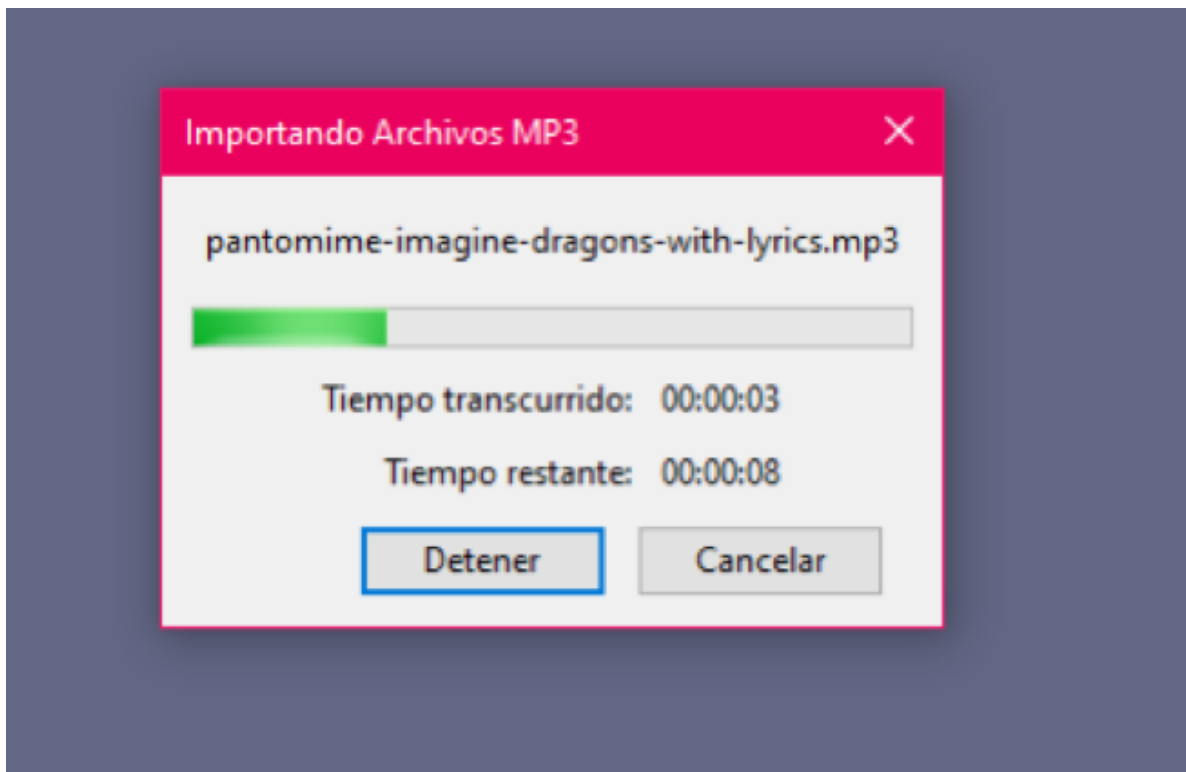 Importando Archivos MP3
pantomime-imagine-dragons-with-lyrics.mp3
Tiempo transcurrido: 00:00:03
Tiempo restante: 00:00:08
Detener Cancelar